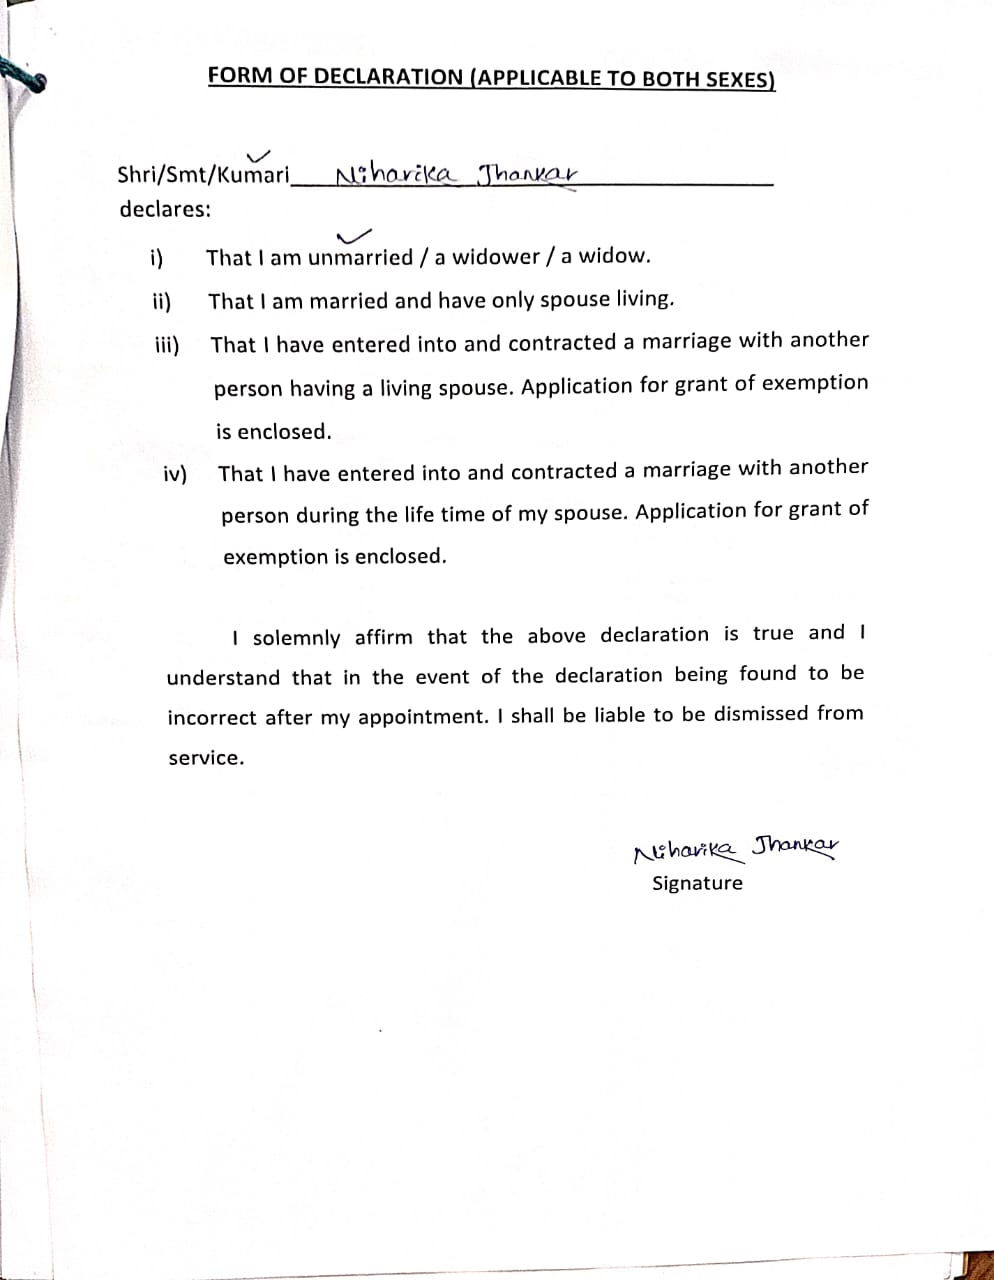 FORM OF DECLARATION (APPLICABLE TO BOTH SEXES)
Shri/Smt/Kumari Niharika Jhankar
declares:
i) That I am unmarried / a widower / a widow.
ii) That I am married and have only spouse living.
iii) That I have entered into and contracted a marriage with another
person having a living spouse. Application for grant of exemption
is enclosed.
iv) That I have entered into and contracted a marriage with another
person during the life time of my spouse. Application for grant of
exemption is enclosed.
I solemnly affirm that the above declaration is true and I
understand that in the event of the declaration being found to be
incorrect after my appointment. I shall be liable to be dismissed from
service.
Niharika Jhankar
Signature